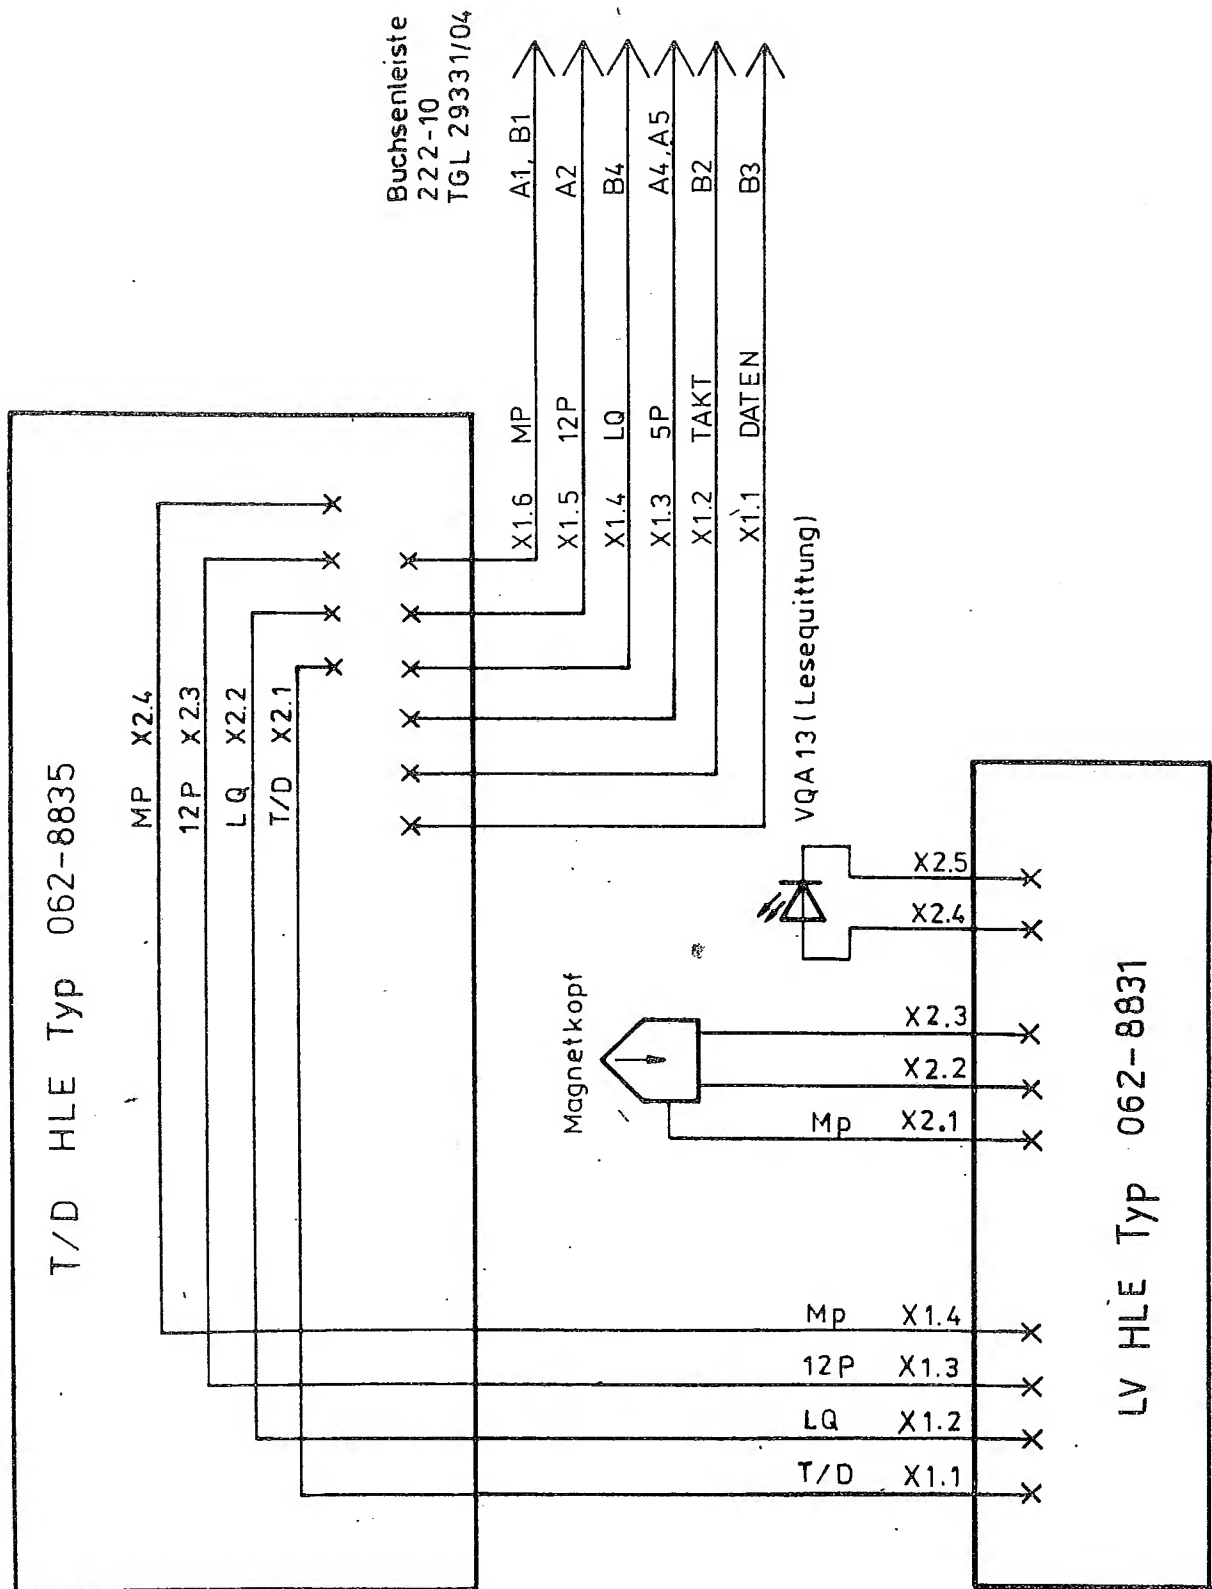 Buchsenleiste
222-10
TGL 29331/04
X1.6 MP A1, B1
X1.5 12P A2
X1.4 LQ B4
X1.3 5P A4, A5
X1.2 TAKT B2
X1.1 DATEN B3
T/D HLE Typ 062-8835
MP X2.4
12P X2.3
LQ X2.2
T/D X2.1
VQA 13 (Lesequittung)
Magnetkopf
X2.5
X2.4
X2.3
X2.2
Mp X2.1
Mp X1.4
12P X1.3
LQ X1.2
T/D X1.1
LV HLE Typ 062-8831